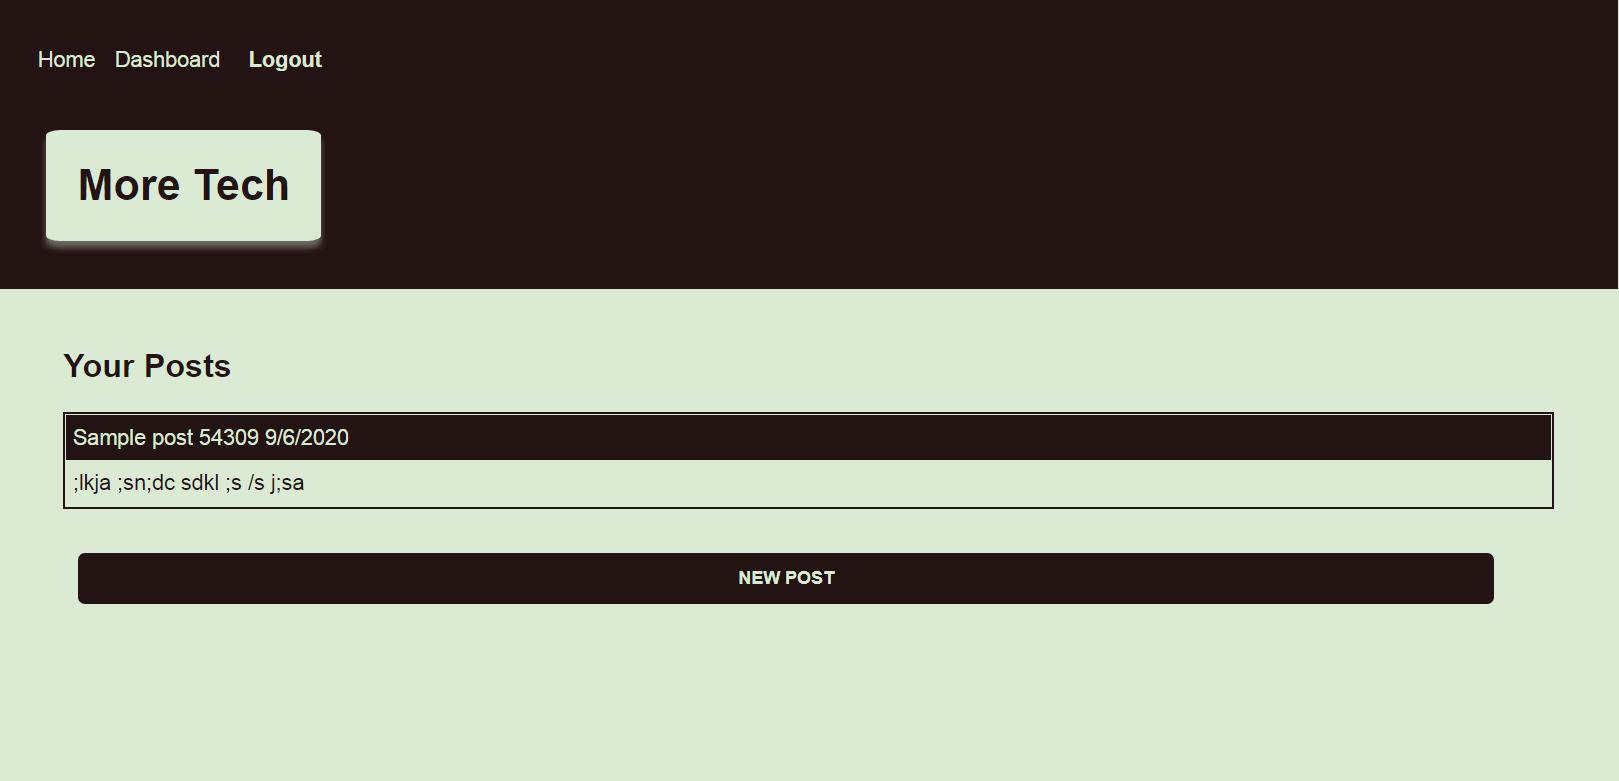 Home Dashboard Logout
More Tech
Your Posts
Sample post 54309 9/6/2020
;lkja ;sn;dc sdkl ;s /s j;sa
NEW POST